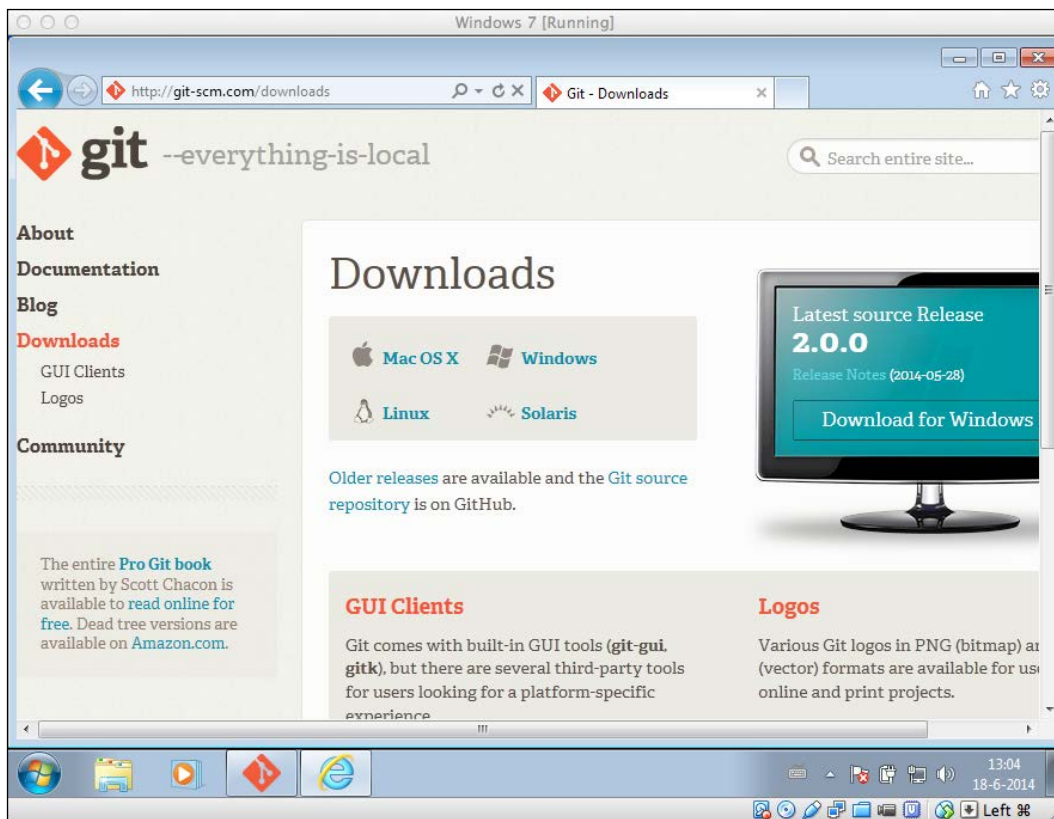 Windows 7 [Running]
http://git-scm.com/downloads
Git - Downloads
git --everything-is-local
Search entire site...
About
Documentation
Blog
Downloads
GUI Clients
Logos
Community
The entire Pro Git book
written by Scott Chacon is
available to read online for
free. Dead tree versions are
available on Amazon.com.
Downloads
Mac OS X
Windows
Linux
Solaris
Older releases are available and the Git source
repository is on GitHub.
Latest source Release
2.0.0
Release Notes (2014-05-28)
Download for Windows
GUI Clients
Git comes with built-in GUI tools (git-gui,
gitk), but there are several third-party tools
for users looking for a platform-specific
experience
Logos
Various Git logos in PNG (bitmap) an
(vector) formats are available for use
online and print projects.
13:04
18-6-2014
Left ⌘